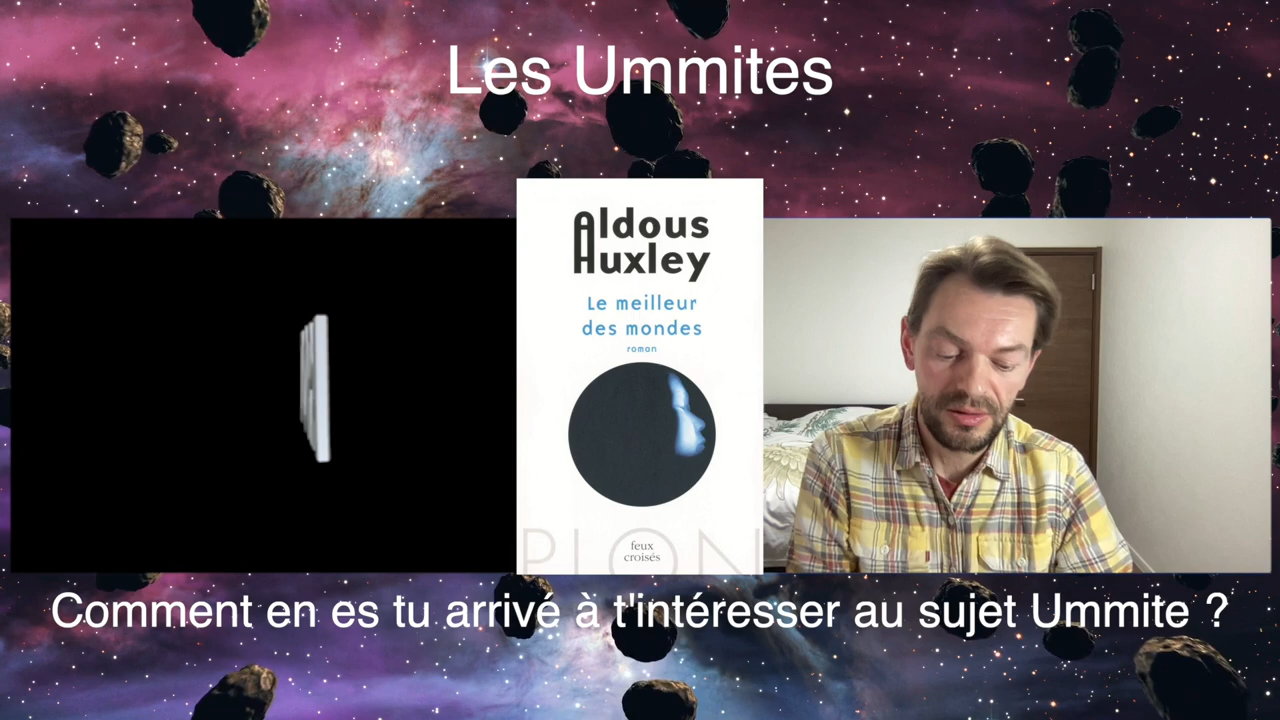 Les Ummites
Aldous
Huxley
Le meilleur
des mondes
roman
PLON
feux
croisés
Comment en es tu arrivé à t'intéresser au sujet Ummite ?